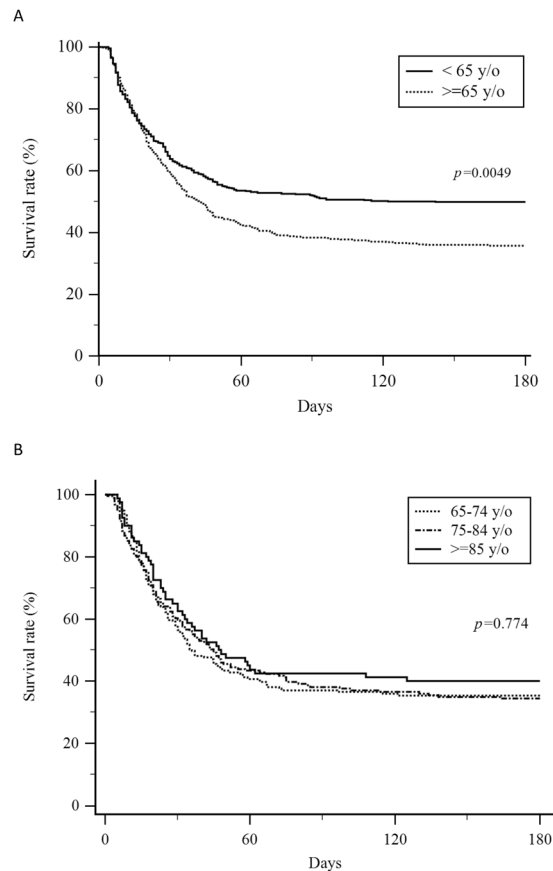 A
100
80
60
40
20
0
Survival rate (%)
< 65 y/o
>=65 y/o
p=0.0049
0 60 120 180
Days
B
100
80
60
40
20
0
Survival rate (%)
65-74 y/o
75-84 y/o
>=85 y/o
p=0.774
0 60 120 180
Days